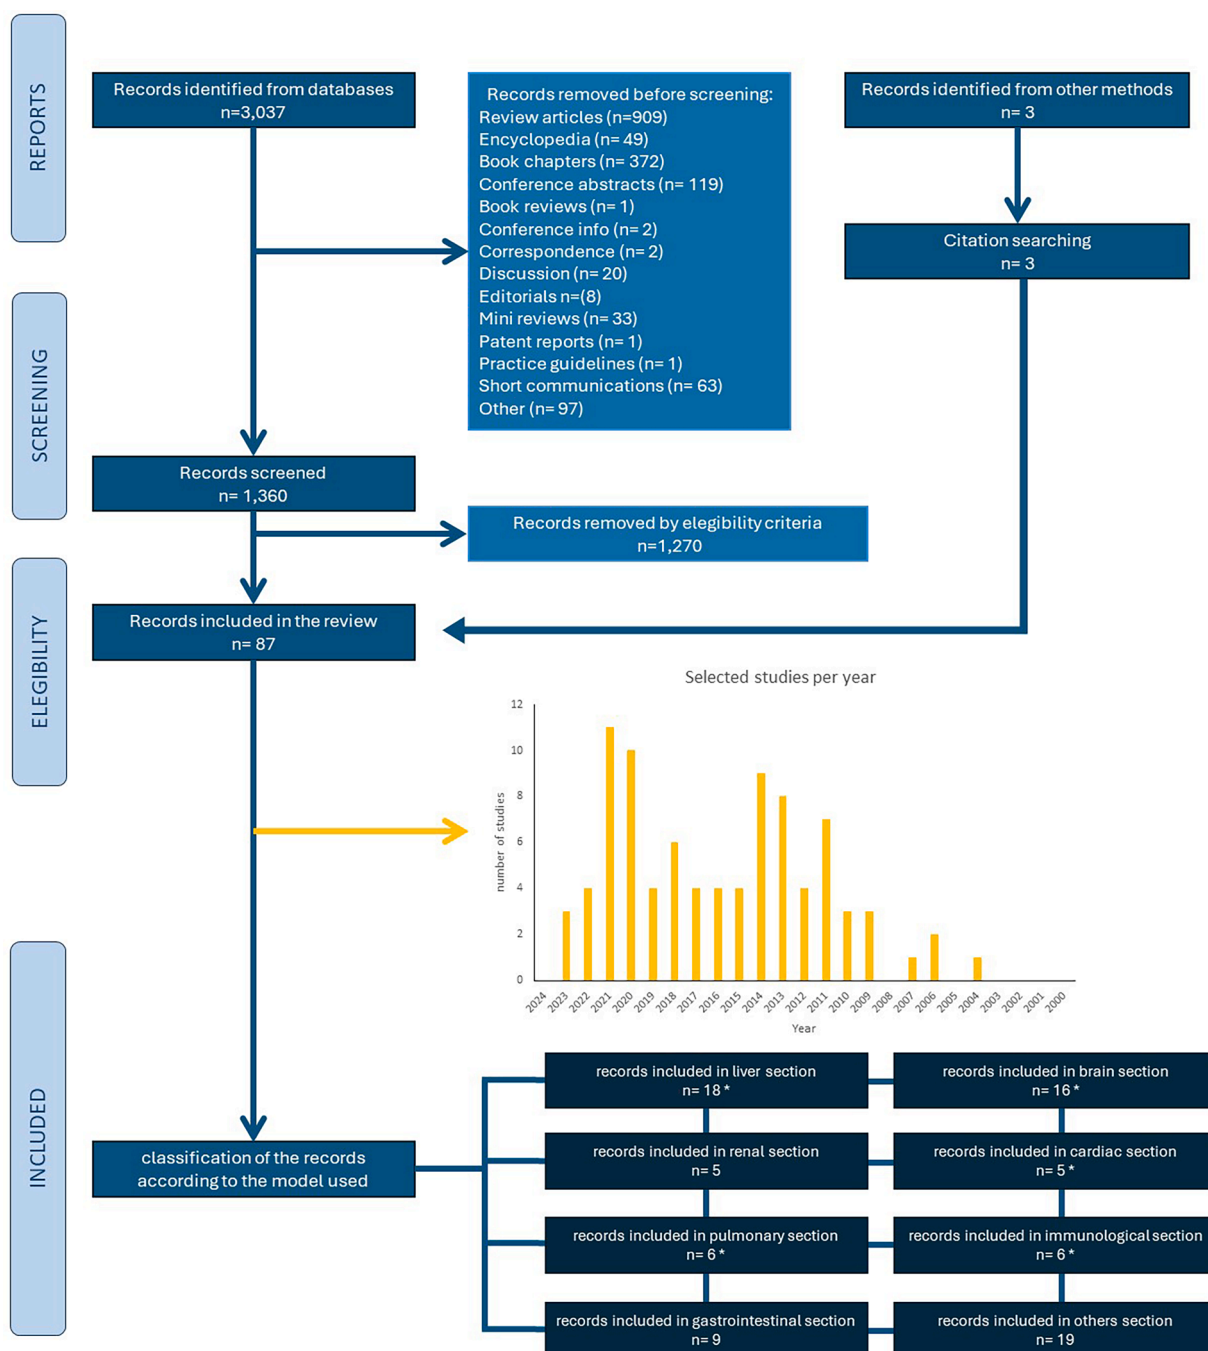 REPORTS
Records identified from databases
n=3,037
Records removed before screening:
Review articles (n=909)
Encyclopedia (n= 49)
Book chapters (n= 372)
Conference abstracts (n= 119)
Book reviews (n= 1)
Conference info (n= 2)
Correspondence (n= 2)
Discussion (n= 20)
Editorials n=(8)
Mini reviews (n= 33)
Patent reports (n= 1)
Practice guidelines (n= 1)
Short communications (n= 63)
Other (n= 97)
Records identified from other methods
n= 3
Citation searching
n= 3
SCREENING
Records screened
n= 1,360
Records removed by elegibility criteria
n=1,270
ELEGIBILITY
Records included in the review
n= 87
Selected studies per year
number of studies
12
10
8
6
4
2
0
2024
2023
2022
2021
2020
2019
2018
2017
2016
2015
2014
2013
2012
2011
2010
2009
2008
2007
2006
2005
2004
2003
2002
2001
2000
Year
INCLUDED
classification of the records
according to the model used
records included in liver section
n= 18 *
records included in brain section
n= 16 *
records included in renal section
n= 5
records included in cardiac section
n= 5 *
records included in pulmonary section
n= 6 *
records included in immunological section
n= 6 *
records included in gastrointestinal section
n= 9
records included in others section
n= 19